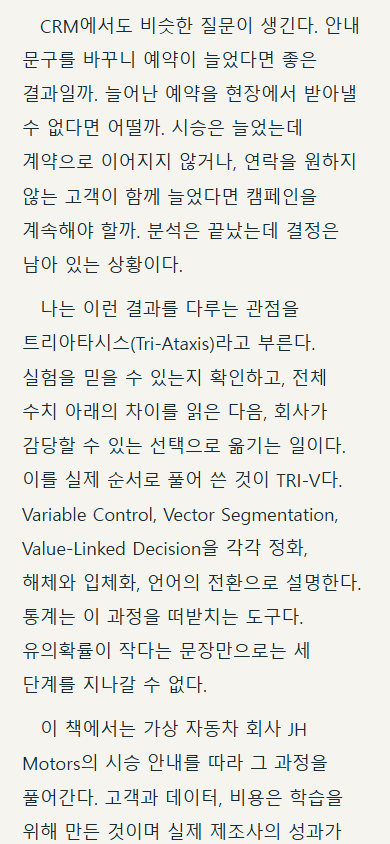 CRM에서도 비슷한 질문이 생긴다. 안내
문구를 바꾸니 예약이 늘었다면 좋은
결과일까. 늘어난 예약을 현장에서 받아낼
수 없다면 어떨까. 시승은 늘었는데
계약으로 이어지지 않거나, 연락을 원하지
않는 고객이 함께 늘었다면 캠페인을
계속해야 할까. 분석은 끝났는데 결정은
남아 있는 상황이다.
나는 이런 결과를 다루는 관점을
트리아타시스(Tri-Ataxis)라고 부른다.
실험을 믿을 수 있는지 확인하고, 전체
수치 아래의 차이를 읽은 다음, 회사가
감당할 수 있는 선택으로 옮기는 일이다.
이를 실제 순서로 풀어 쓴 것이 TRI-V다.
Variable Control, Vector Segmentation,
Value-Linked Decision을 각각 정화,
해체와 입체화, 언어의 전환으로 설명한다.
통계는 이 과정을 떠받치는 도구다.
유의확률이 작다는 문장만으로는 세
단계를 지나갈 수 없다.
이 책에서는 가상 자동차 회사 JH
Motors의 시승 안내를 따라 그 과정을
풀어간다. 고객과 데이터, 비용은 학습을
위해 만든 것이며 실제 제조사의 성과가